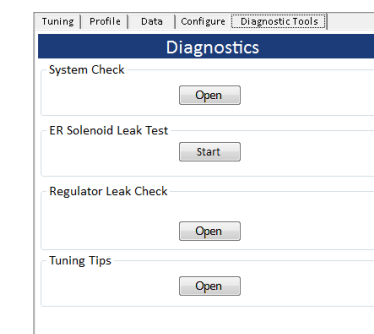 Tuning Profile Data Configure Diagnostic Tools
Diagnostics
System Check
Open
ER Solenoid Leak Test
Start
Regulator Leak Check
Open
Tuning Tips
Open